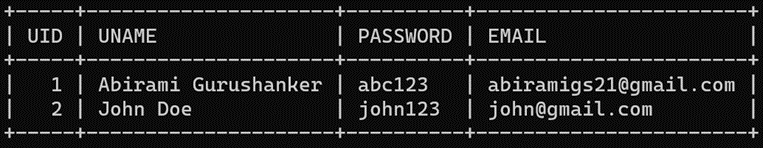 +-----+---------------------+----------+-----------------------+
| UID | UNAME               | PASSWORD | EMAIL                 |
+-----+---------------------+----------+-----------------------+
|   1 | Abirami Gurushanker | abc123   | abiramigs21@gmail.com |
|   2 | John Doe            | john123  | john@gmail.com        |
+-----+---------------------+----------+-----------------------+